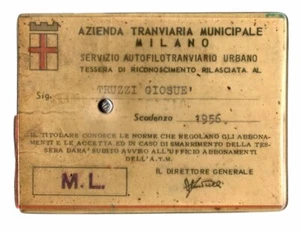 AZIENDA TRANVIARIA MUNICIPALE
MILANO
SERVIZIO AUTOFILOTRANVIARIO URBANO
TESSERA DI RICONOSCIMENTO RILASCIATA AL
Sig. TRUZZI GIOSUE'
Scadenza 1956.
IL TITOLARE CONOSCE LE NORME CHE REGOLANO GLI ABBONA-
MENTI E LE ACCETTA ED IN CASO DI SMARRIMENTO DELLA TES-
SERA DARA' SUBITO AVVISO ALL'UFFICIO ABBONAMENTI
DELL'A.T.M.
IL DIRETTORE GENERALE
M.L.